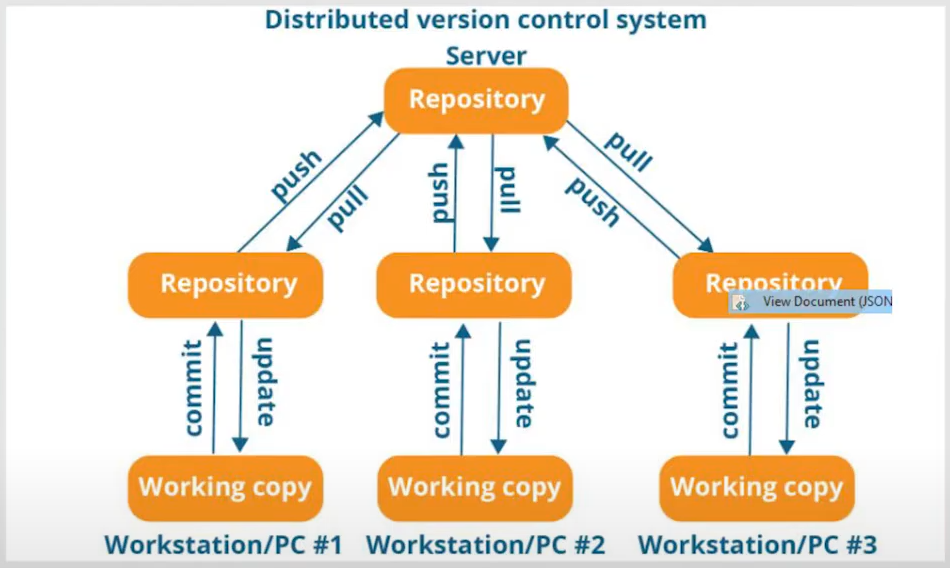 Distributed version control system
Server
Repository
push
pull
push
pull
push
pull
Repository
Repository
Repository
View Document (JSON
commit
update
commit
update
commit
update
Working copy
Working copy
Working copy
Workstation/PC #1
Workstation/PC #2
Workstation/PC #3